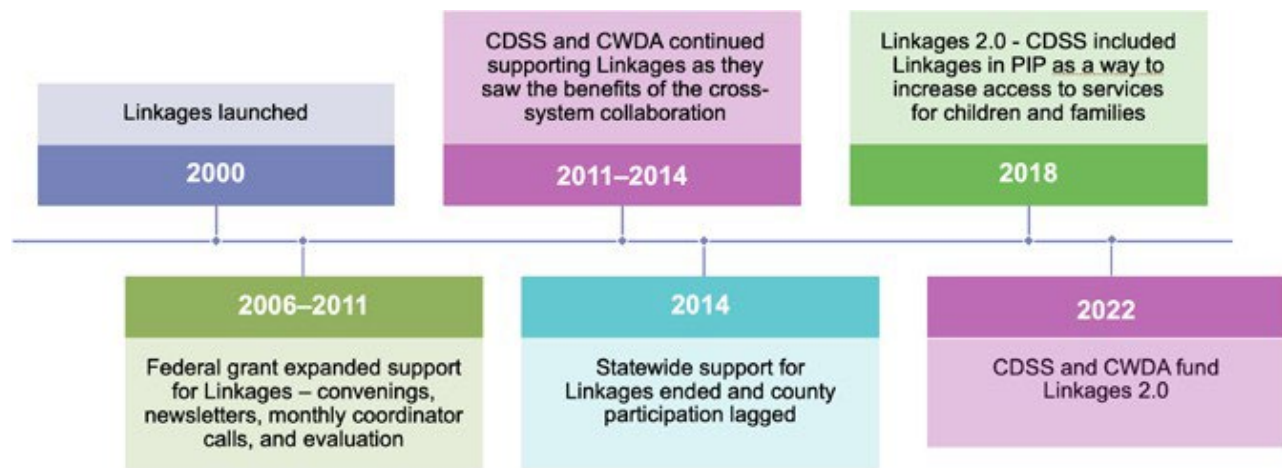 Linkages launched
2000
2006–2011
Federal grant expanded support
for Linkages – convenings,
newsletters, monthly coordinator
calls, and evaluation
CDSS and CWDA continued
supporting Linkages as they
saw the benefits of the cross-
system collaboration
2011–2014
2014
Statewide support for
Linkages ended and county
participation lagged
Linkages 2.0 - CDSS included
Linkages in PIP as a way to
increase access to services
for children and families
2018
2022
CDSS and CWDA fund
Linkages 2.0